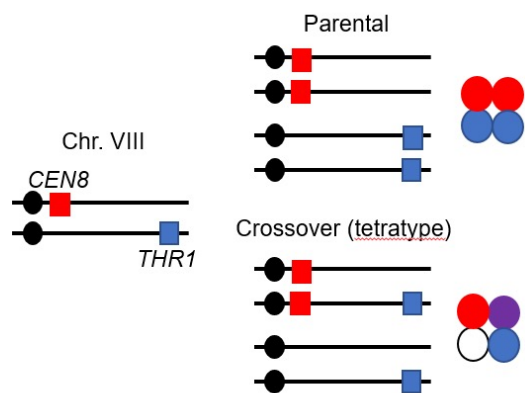 Parental
Chr. VIII
CEN8
THR1
Crossover (tetratype)